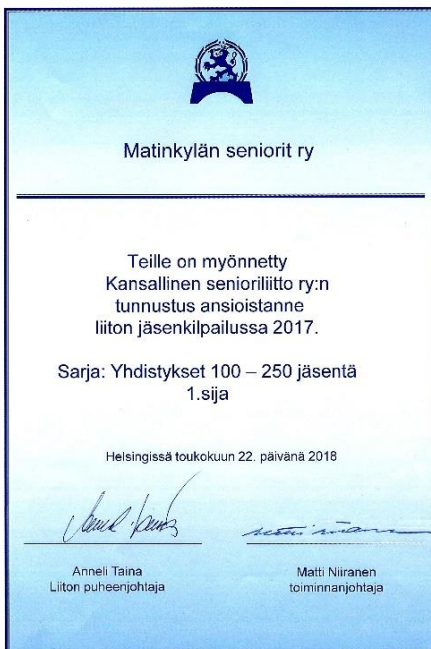 Matinkylän seniorit ry
Teille on myönnetty
Kansallinen senioriliitto ry:n
tunnustus ansioistanne
liiton jäsenkilpailussa 2017.
Sarja: Yhdistykset 100 – 250 jäsentä
1.sija
Helsingissä toukokuun 22. päivänä 2018
Anneli Taina
Liiton puheenjohtaja
Matti Niiranen
toiminnanjohtaja